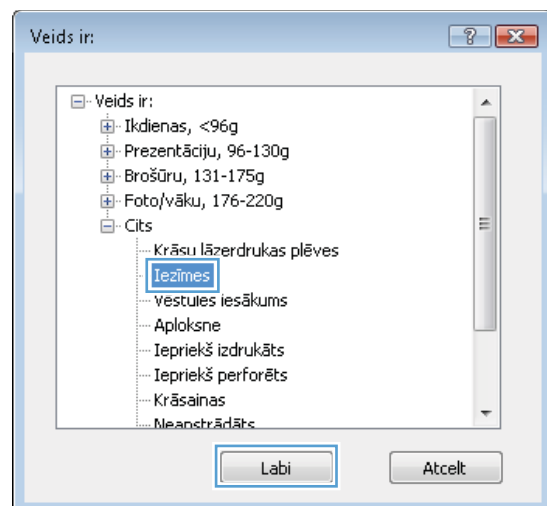 Veids ir:
Veids ir:
Ikdienas, <96g
Prezentāciju, 96-130g
Brošūru, 131-175g
Foto/vāku, 176-220g
Cits
Krāsu lāzerdrukas plēves
Iezīmes
Vēstules iesākums
Aploksne
Iepriekš izdrukāts
Iepriekš perforēts
Krāsainas
Neapstrādāts
Labi
Atcelt